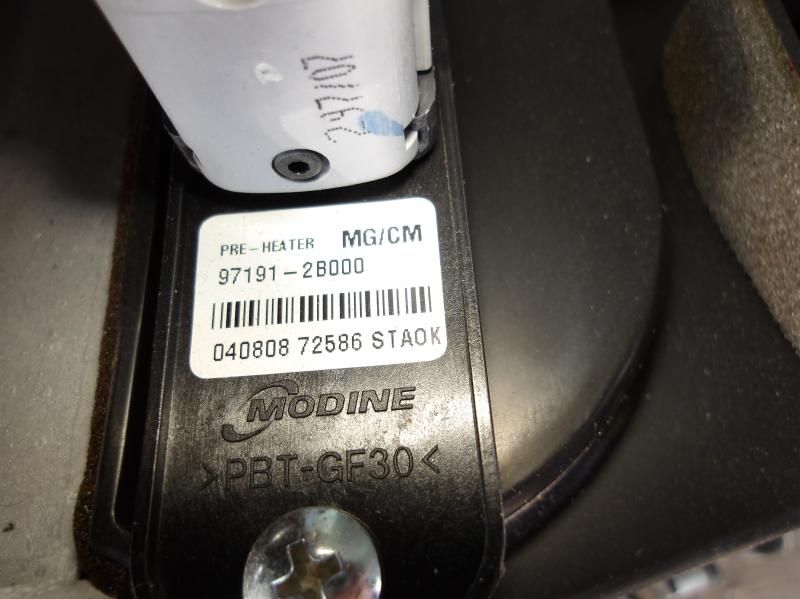 PRE-HEATER MG/CM
97191-2B000
040808 72586 STAOK
MODINE
>PBT-GF30<